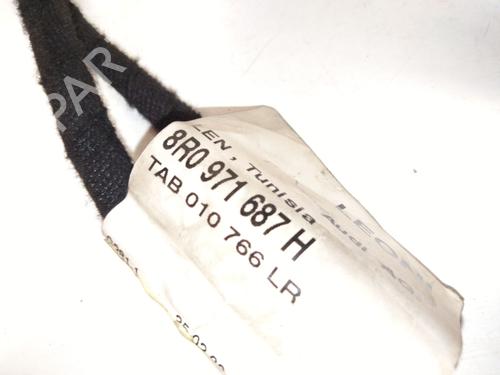 LEONI
Audi AG
LEN, Tunisia
8R0 971 687 H
TAB 010 766 LR